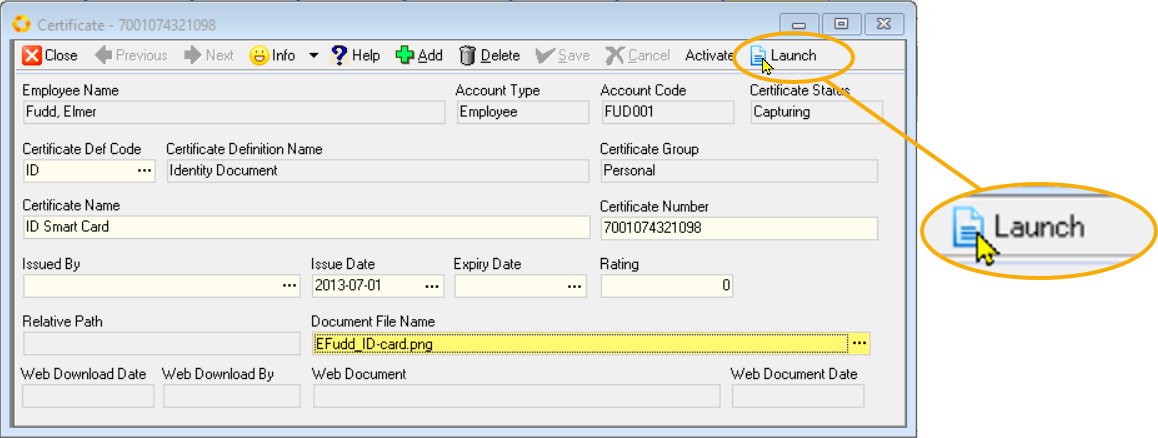 Certificate - 7001074321098
Close Previous Next Info ? Help Add Delete Save Cancel Activate Launch
Employee Name Account Type Account Code Certificate Status
Fudd, Elmer Employee FUD001 Capturing
Certificate Def Code Certificate Definition Name Certificate Group
ID ... Identity Document Personal
Certificate Name Certificate Number
ID Smart Card 7001074321098
Launch
Issued By Issue Date Expiry Date Rating
... 2013-07-01 ... ... 0
Relative Path Document File Name
EFudd_ID-card.png ...
Web Download Date Web Download By Web Document Web Document Date